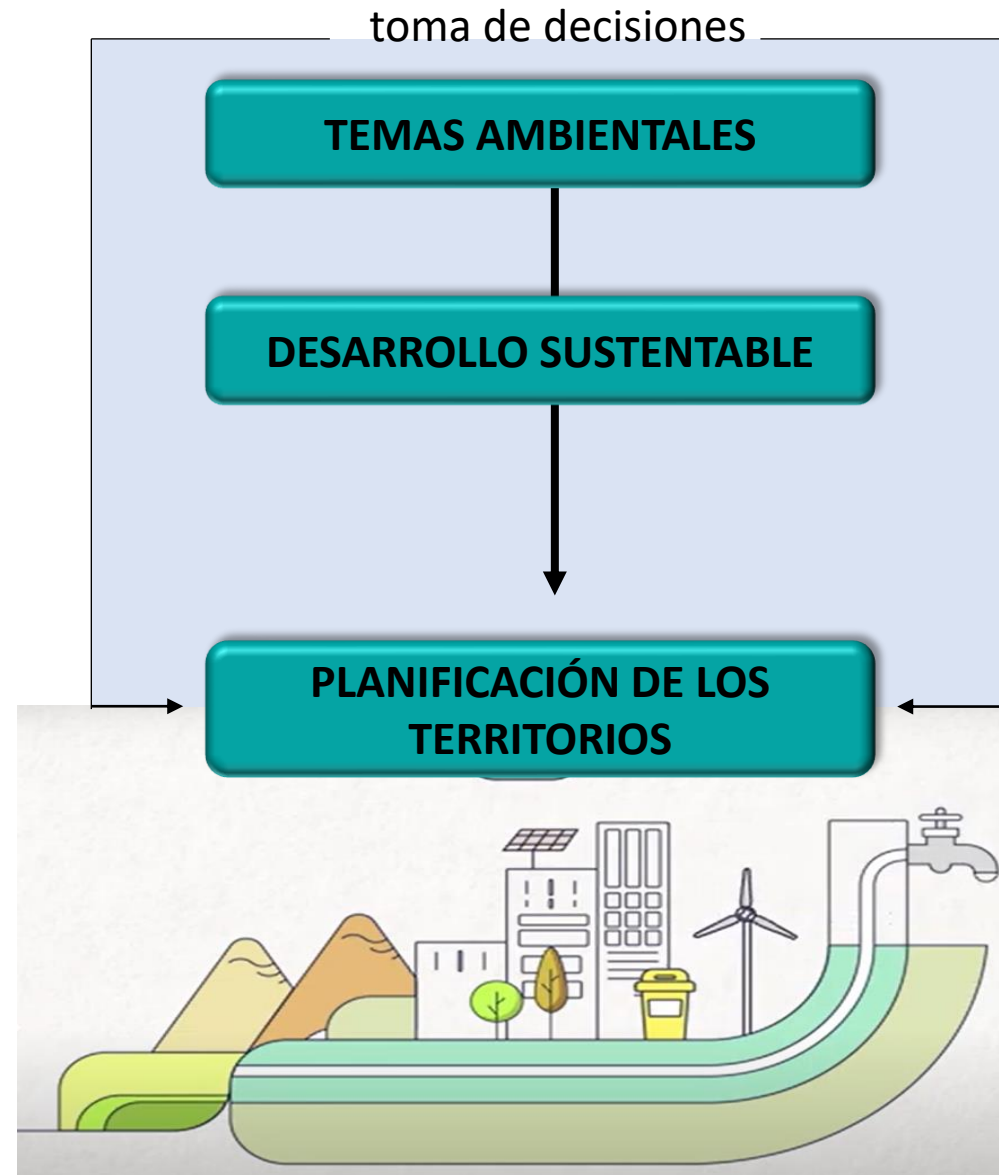 toma de decisiones
TEMAS AMBIENTALES
DESARROLLO SUSTENTABLE
PLANIFICACIÓN DE LOS
TERRITORIOS